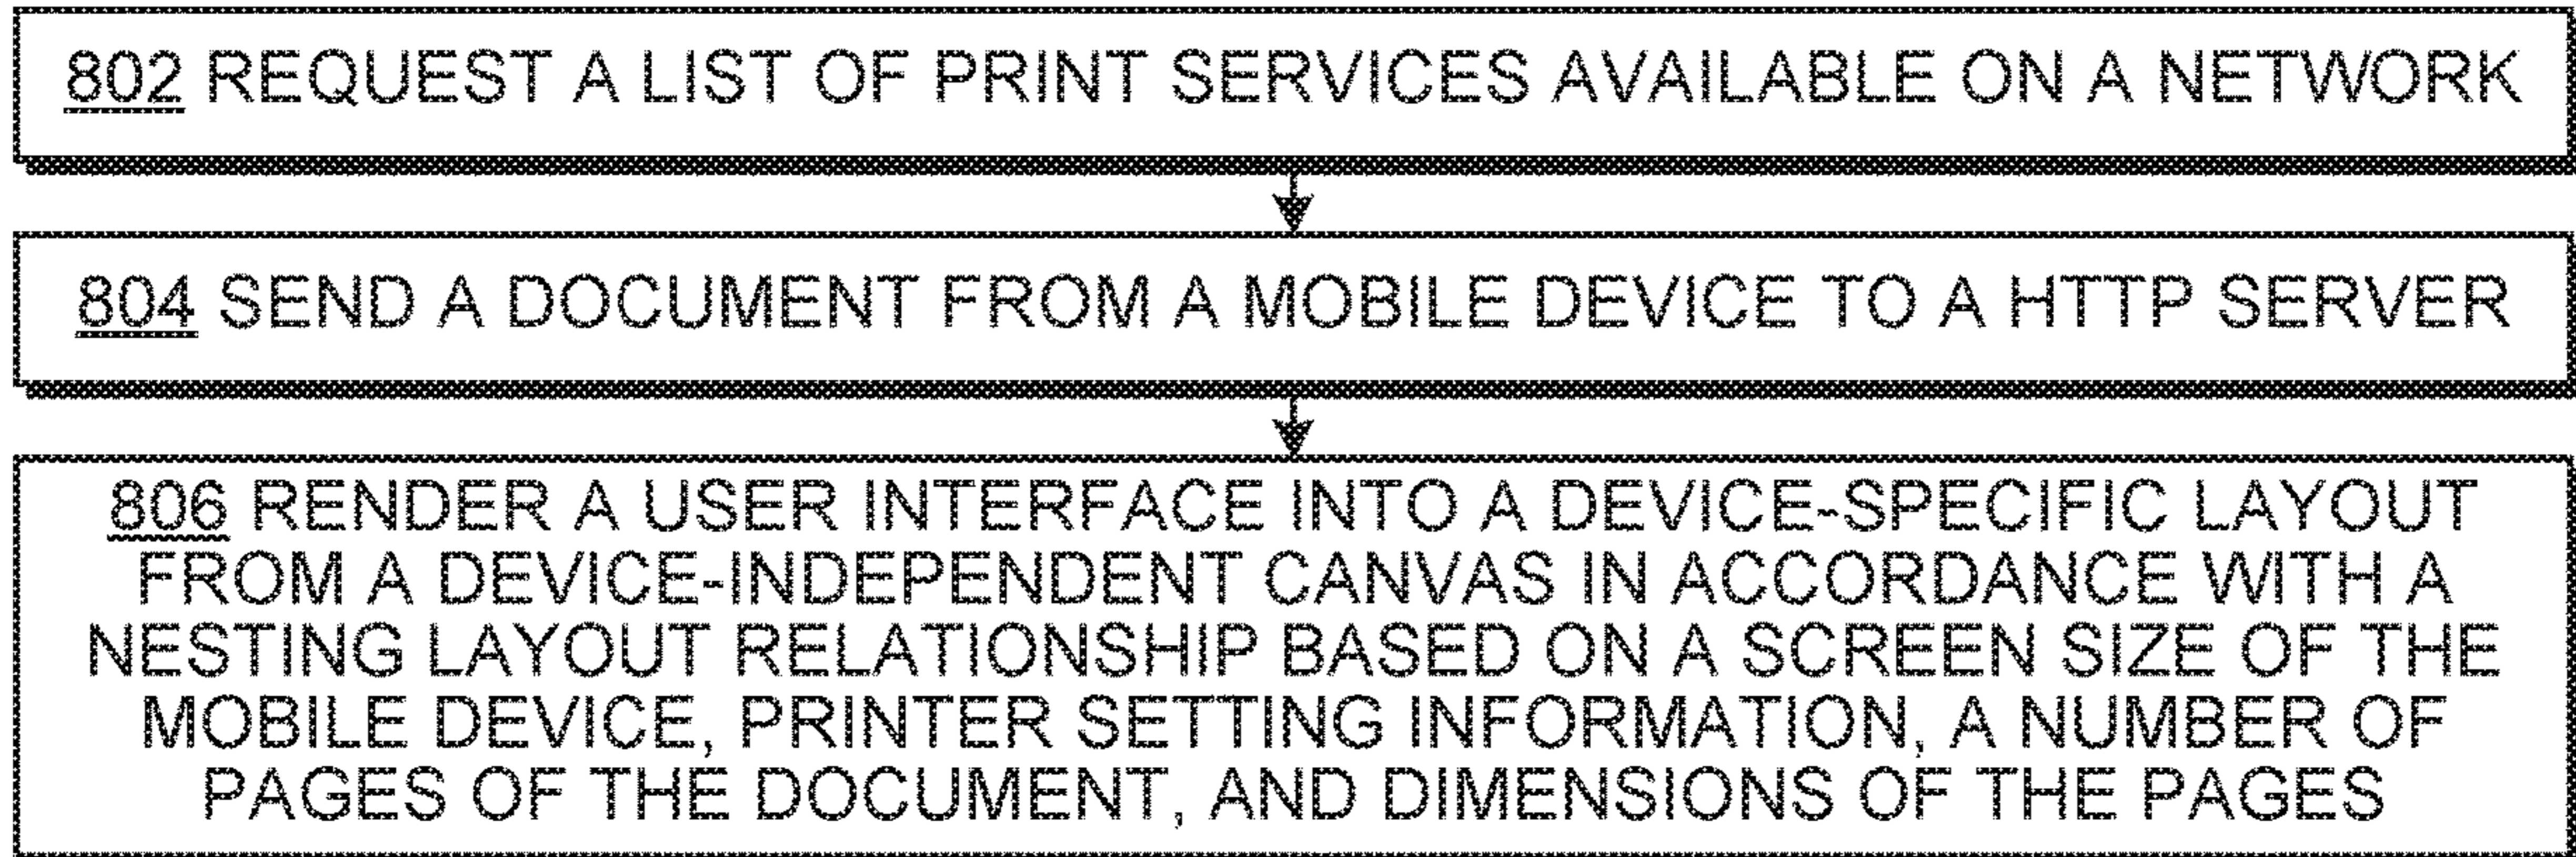 802 REQUEST A LIST OF PRINT SERVICES AVAILABLE ON A NETWORK
804 SEND A DOCUMENT FROM A MOBILE DEVICE TO A HTTP SERVER
806 RENDER A USER INTERFACE INTO A DEVICE-SPECIFIC LAYOUT
FROM A DEVICE-INDEPENDENT CANVAS IN ACCORDANCE WITH A
NESTING LAYOUT RELATIONSHIP BASED ON A SCREEN SIZE OF THE
MOBILE DEVICE, PRINTER SETTING INFORMATION, A NUMBER OF
PAGES OF THE DOCUMENT, AND DIMENSIONS OF THE PAGES